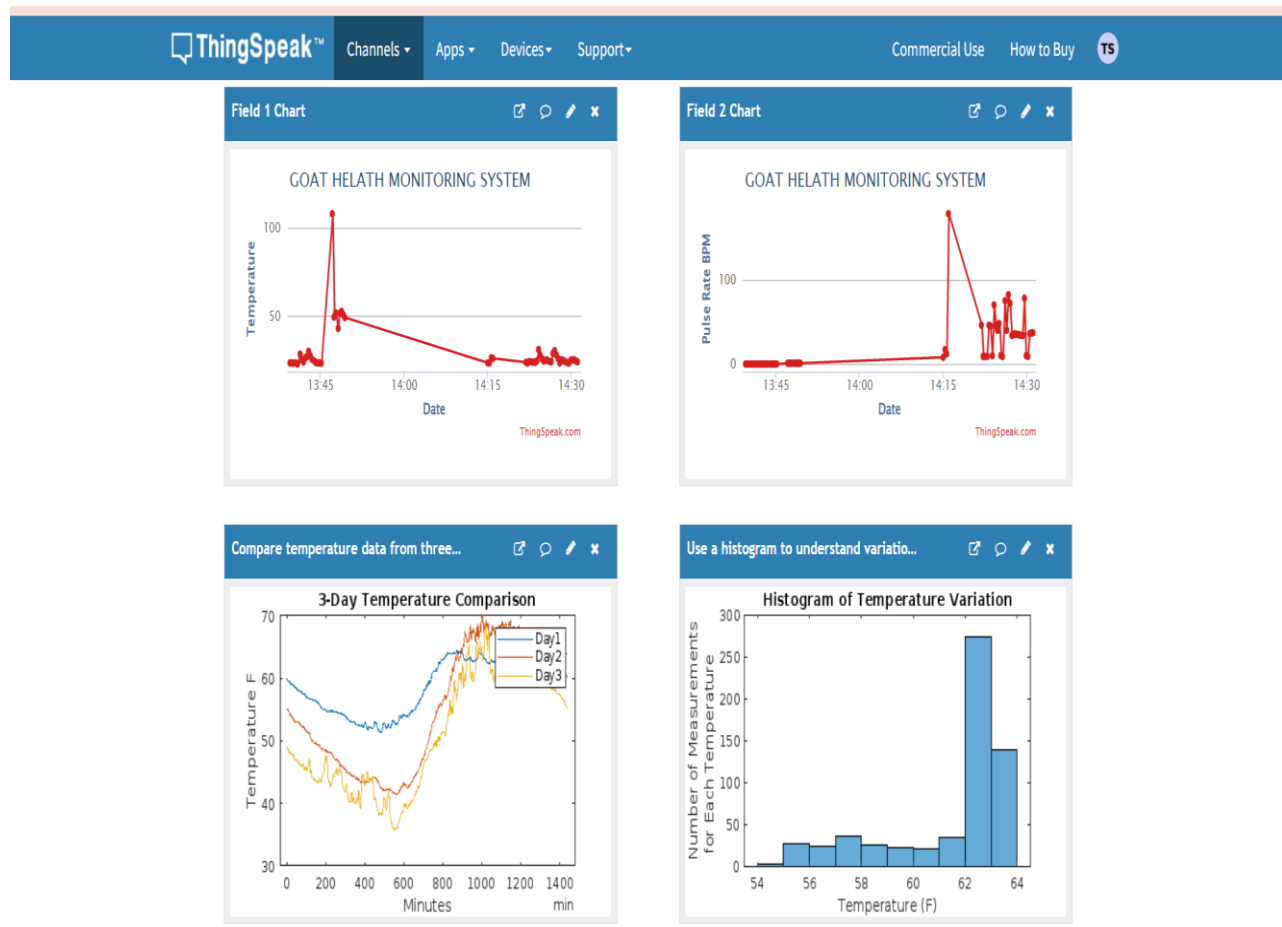 ThingSpeak™ Channels Apps Devices Support Commercial Use How to Buy TS
Field 1 Chart
GOAT HELATH MONITORING SYSTEM
Temperature
100
50
13:45 14:00 14:15 14:30
Date
ThingSpeak.com
Field 2 Chart
GOAT HELATH MONITORING SYSTEM
Pulse Rate BPM
100
0
13:45 14:00 14:15 14:30
Date
ThingSpeak.com
Compare temperature data from three...
3-Day Temperature Comparison
Temperature F
70
60
50
40
30
Day1
Day2
Day3
0 200 400 600 800 1000 1200 1400
Minutes min
Use a histogram to understand variatio...
Histogram of Temperature Variation
Number of Measurements
for Each Temperature
300
250
200
150
100
50
0
54 56 58 60 62 64
Temperature (F)